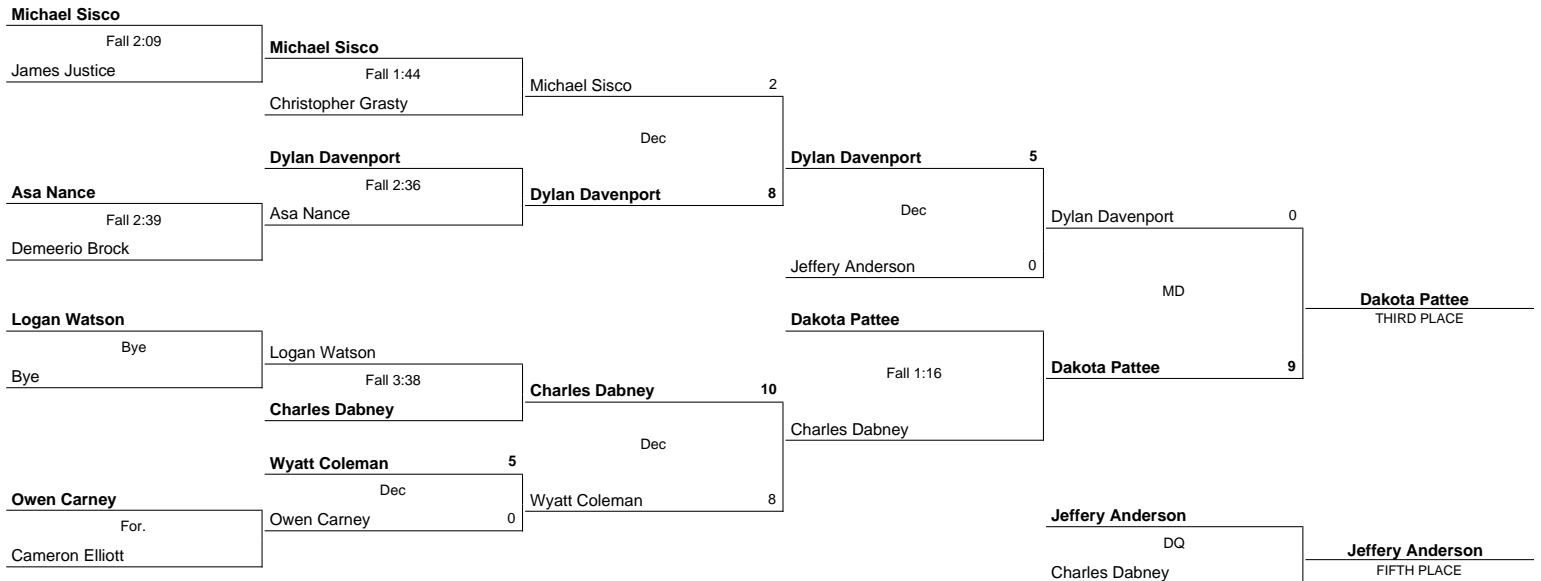 Michael Sisco
Fall 2:09
James Justice
Michael Sisco
Fall 1:44
Christopher Grasty
Michael Sisco 2
Dec
Dylan Davenport 8
Dylan Davenport
Fall 2:36
Asa Nance
Asa Nance
Fall 2:39
Demeerio Brock
Dylan Davenport 5
Dec
Jeffery Anderson 0
Dylan Davenport 0
MD
Dakota Pattee 9
Dakota Pattee
THIRD PLACE
Logan Watson
Bye
Bye
Logan Watson
Fall 3:38
Charles Dabney
Charles Dabney 10
Dec
Wyatt Coleman 8
Dakota Pattee
Fall 1:16
Charles Dabney
Wyatt Coleman 5
Dec
Owen Carney 0
Owen Carney
For.
Cameron Elliott
Jeffery Anderson
DQ
Charles Dabney
Jeffery Anderson
FIFTH PLACE